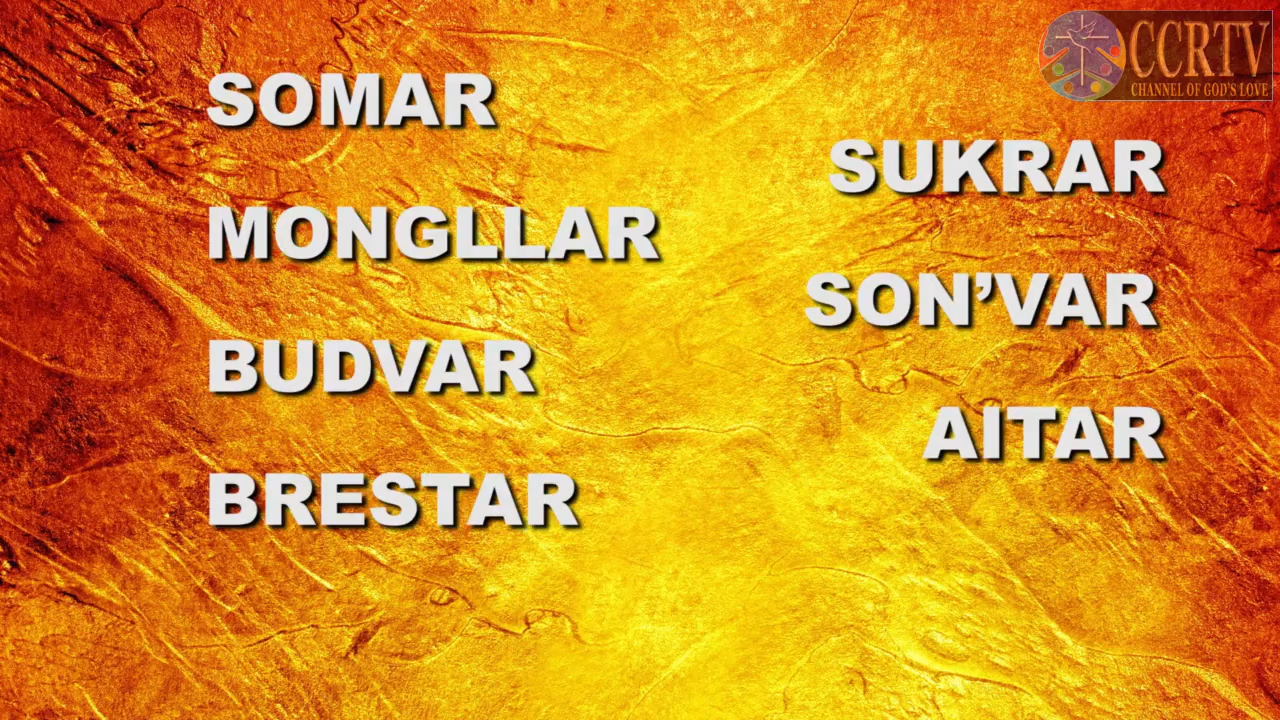 SOMAR
MONGLLAR
BUDVAR
BRESTAR
SUKRAR
SON’VAR
AITAR
CCRTV
CHANNEL OF GOD'S LOVE